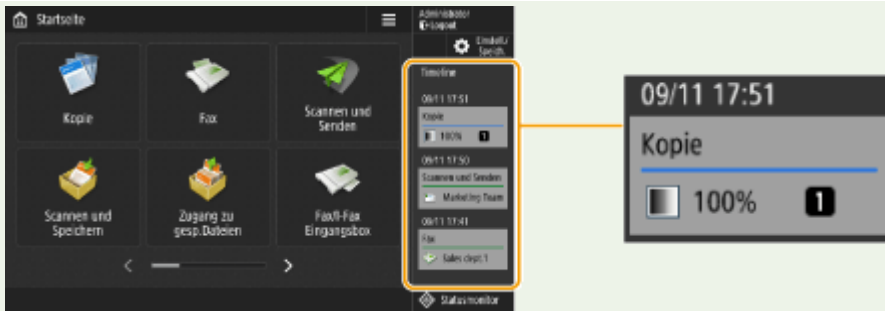 Startseite
Administrator
Logout
Einstell./
Speich.
Kopie
Fax
Scannen und
Senden
Scannen und
Speichern
Zugang zu
gesp.Dateien
Fax/I-Fax
Eingangsbox
Timeline
09/11 17:51
Kopie
100% 1
09/11 17:50
Scannen und Senden
Marketing Team
09/11 17:41
Fax
Sales dept.1
Statusmonitor
09/11 17:51
Kopie
100% 1